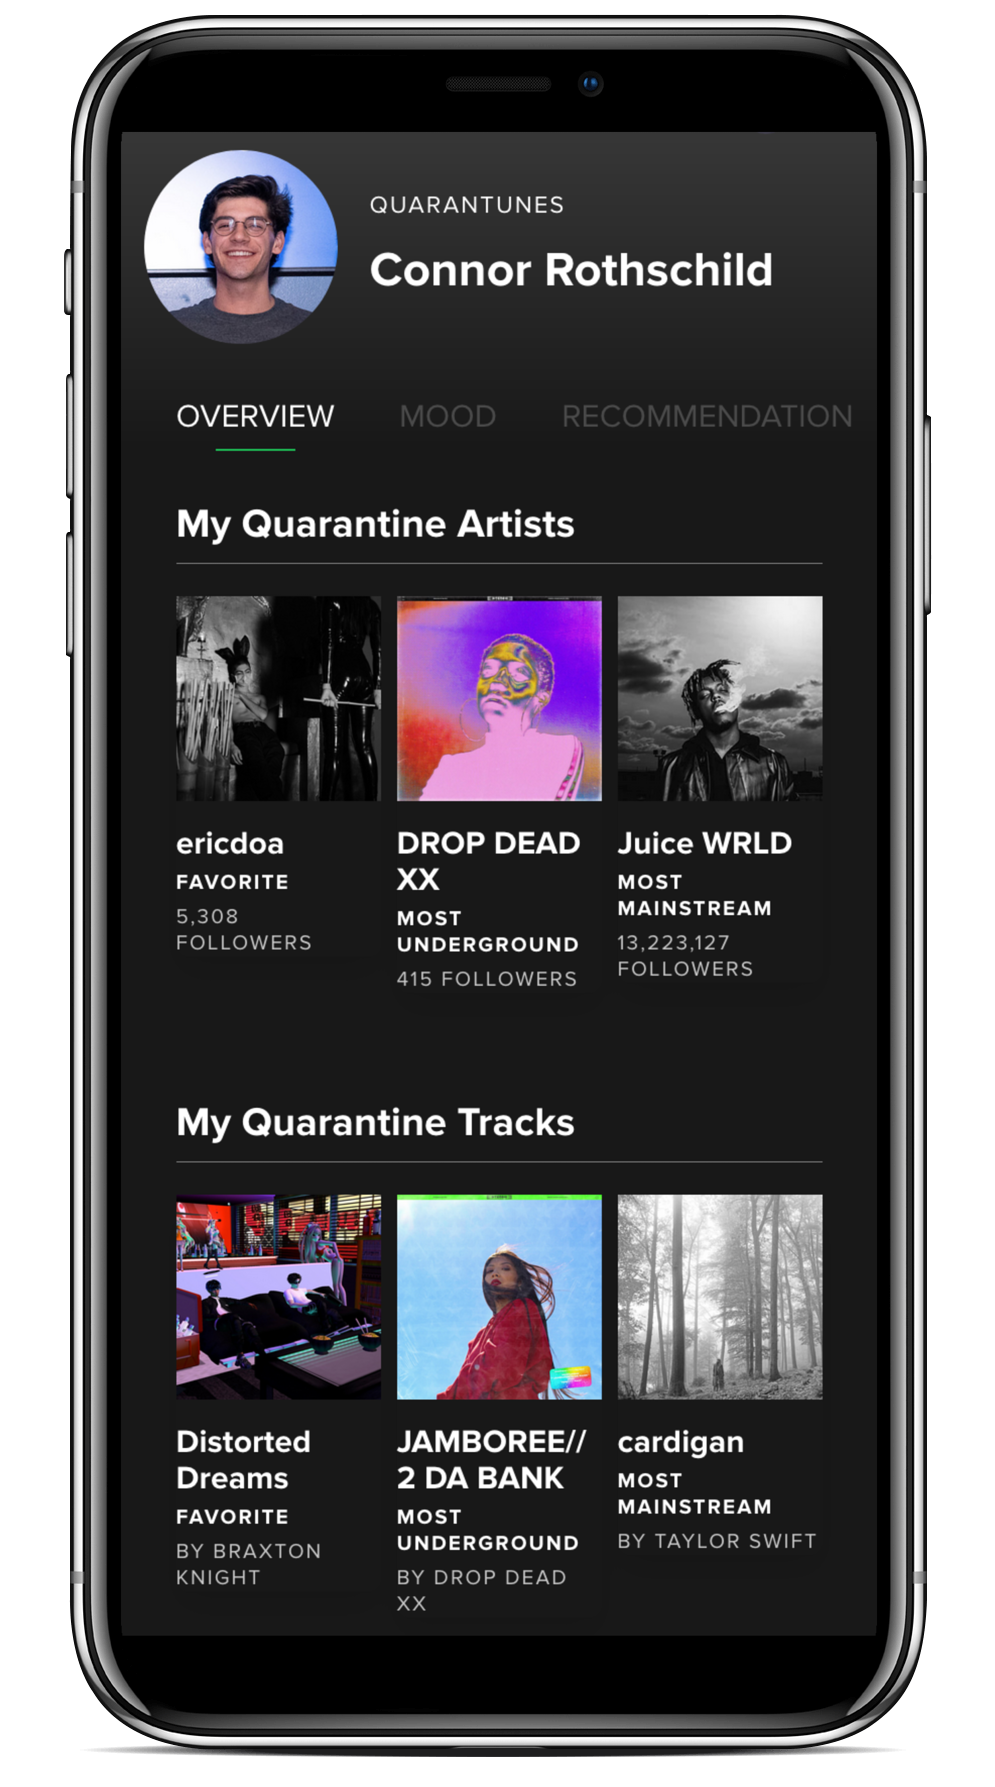 QUARANTUNES
Connor Rothschild
OVERVIEW MOOD RECOMMENDATION
My Quarantine Artists
ericdoa
FAVORITE
5,308
FOLLOWERS
DROP DEAD
XX
MOST
UNDERGROUND
415 FOLLOWERS
Juice WRLD
MOST
MAINSTREAM
13,223,127
FOLLOWERS
My Quarantine Tracks
Distorted
Dreams
FAVORITE
BY BRAXTON
KNIGHT
JAMBOREE//
2 DA BANK
MOST
UNDERGROUND
BY DROP DEAD
XX
cardigan
MOST
MAINSTREAM
BY TAYLOR SWIFT